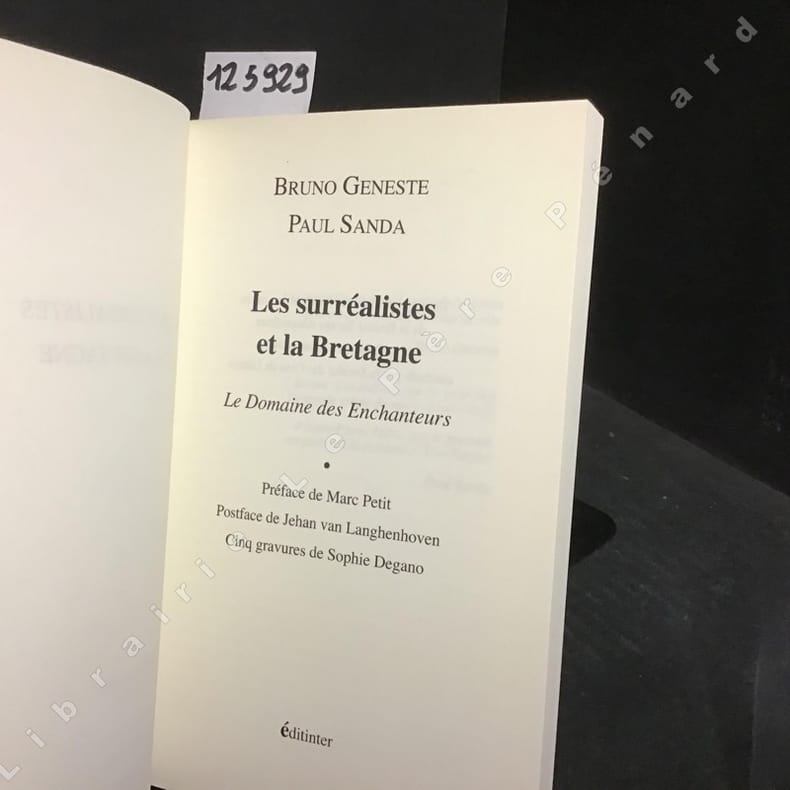 125929
BRUNO GENESTE
PAUL SANDA
Les surréalistes
et la Bretagne
Le Domaine des Enchanteurs
•
Préface de Marc Petit
Postface de Jehan van Langhenhoven
Cinq gravures de Sophie Degano
éditinter
Librairie Le Père Pénard